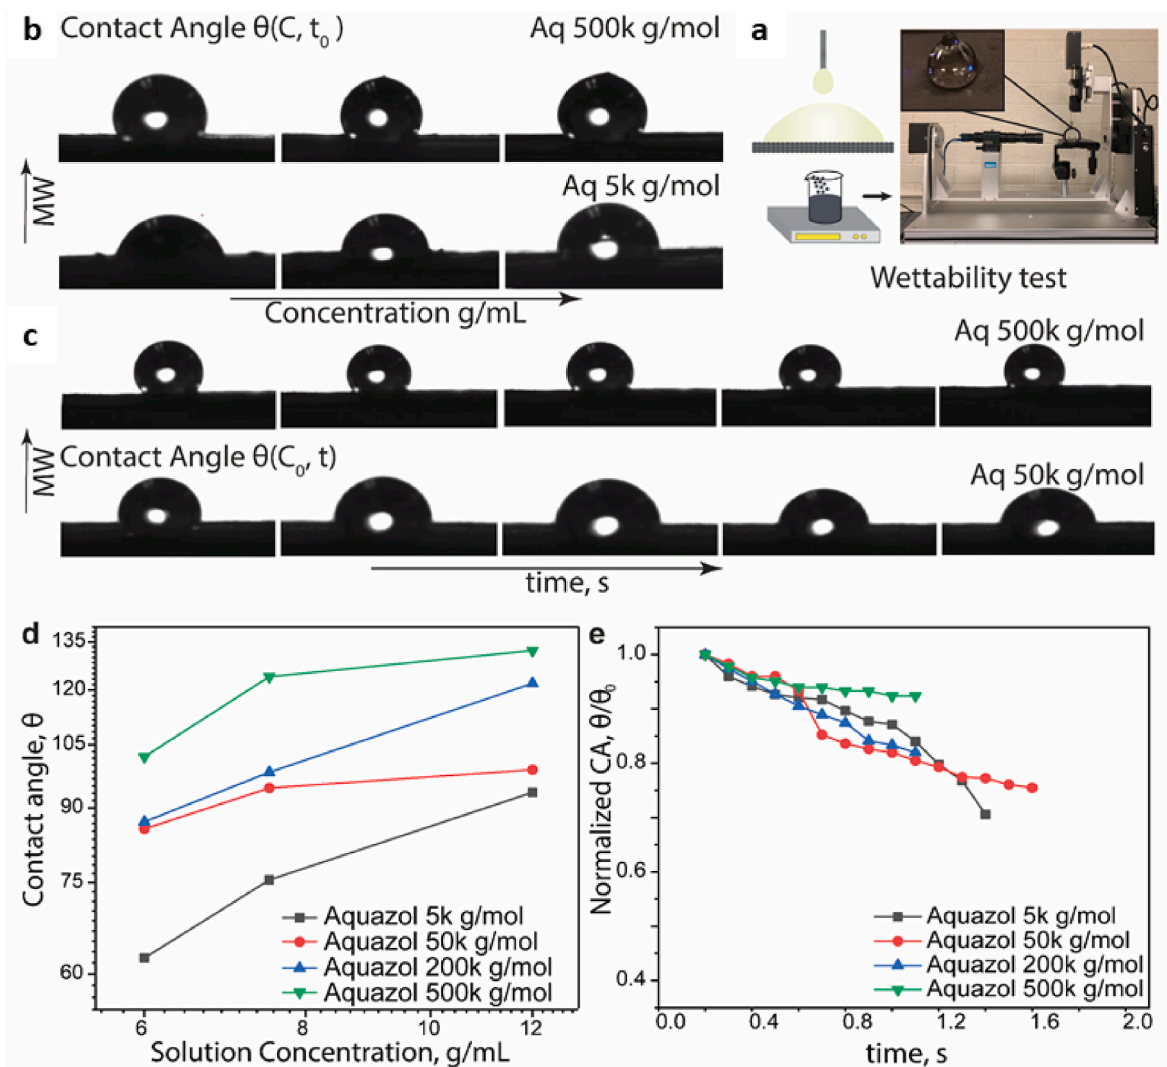 b
Contact Angle θ(C, t₀ )
Aq 500k g/mol
MW
Aq 5k g/mol
Concentration g/mL
a
Wettability test
c
Aq 500k g/mol
MW
Contact Angle θ(C₀, t)
Aq 50k g/mol
time, s
d
135
120
105
90
75
60
Contact angle, θ
6
8
10
12
Solution Concentration, g/mL
Aquazol 5k g/mol
Aquazol 50k g/mol
Aquazol 200k g/mol
Aquazol 500k g/mol
e
1.0
0.8
0.6
0.4
Normalized CA, θ/θ₀
0.0
0.4
0.8
1.2
1.6
2.0
time, s
Aquazol 5k g/mol
Aquazol 50k g/mol
Aquazol 200k g/mol
Aquazol 500k g/mol